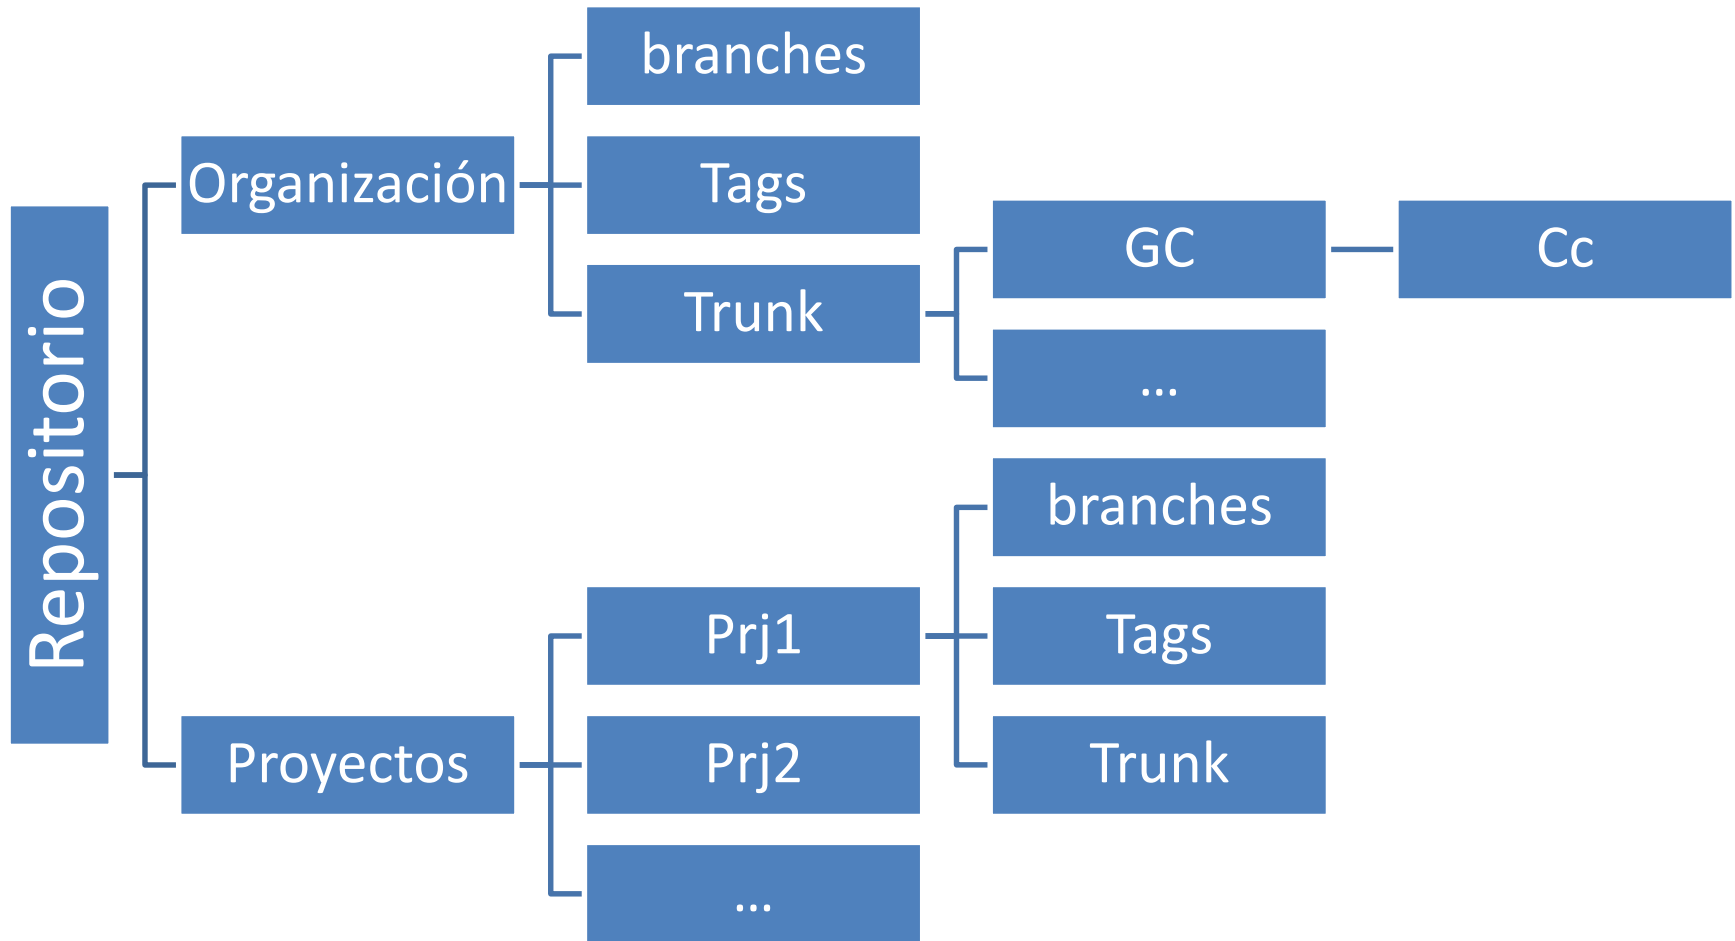 Repositorio
Organización
branches
Tags
Trunk
GC
Cc
...
Proyectos
Prj1
branches
Tags
Trunk
Prj2
...